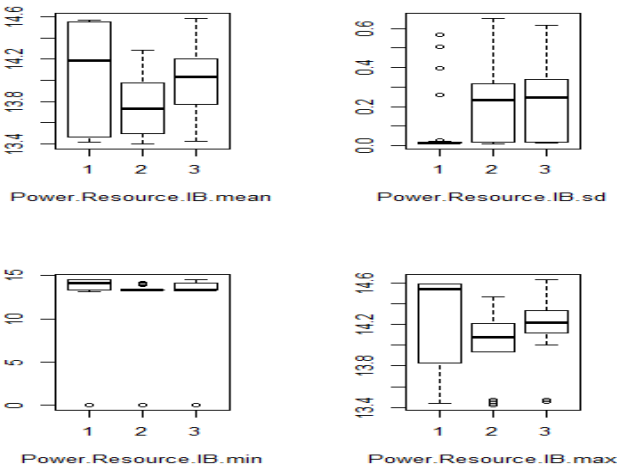 14.6
14.2
13.8
13.4
1 2 3
Power.Resource.IB.mean
0.6
0.4
0.2
0.0
1 2 3
Power.Resource.IB.sd
15
10
5
0
1 2 3
Power.Resource.IB.min
14.6
14.2
13.8
13.4
1 2 3
Power.Resource.IB.max